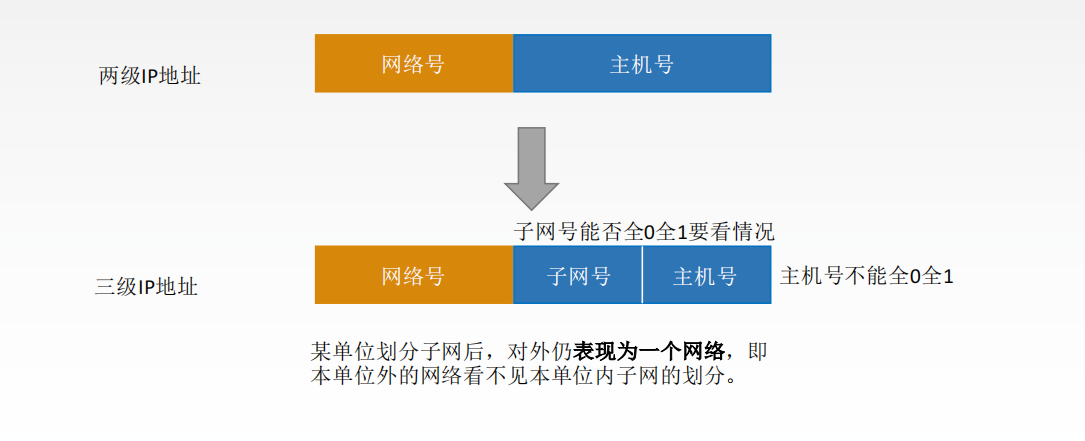 两级IP地址
网络号
主机号
子网号能否全0全1要看情况
三级IP地址
网络号
子网号
主机号
主机号不能全0全1
某单位划分子网后，对外仍表现为一个网络，即
本单位外的网络看不见本单位内子网的划分。